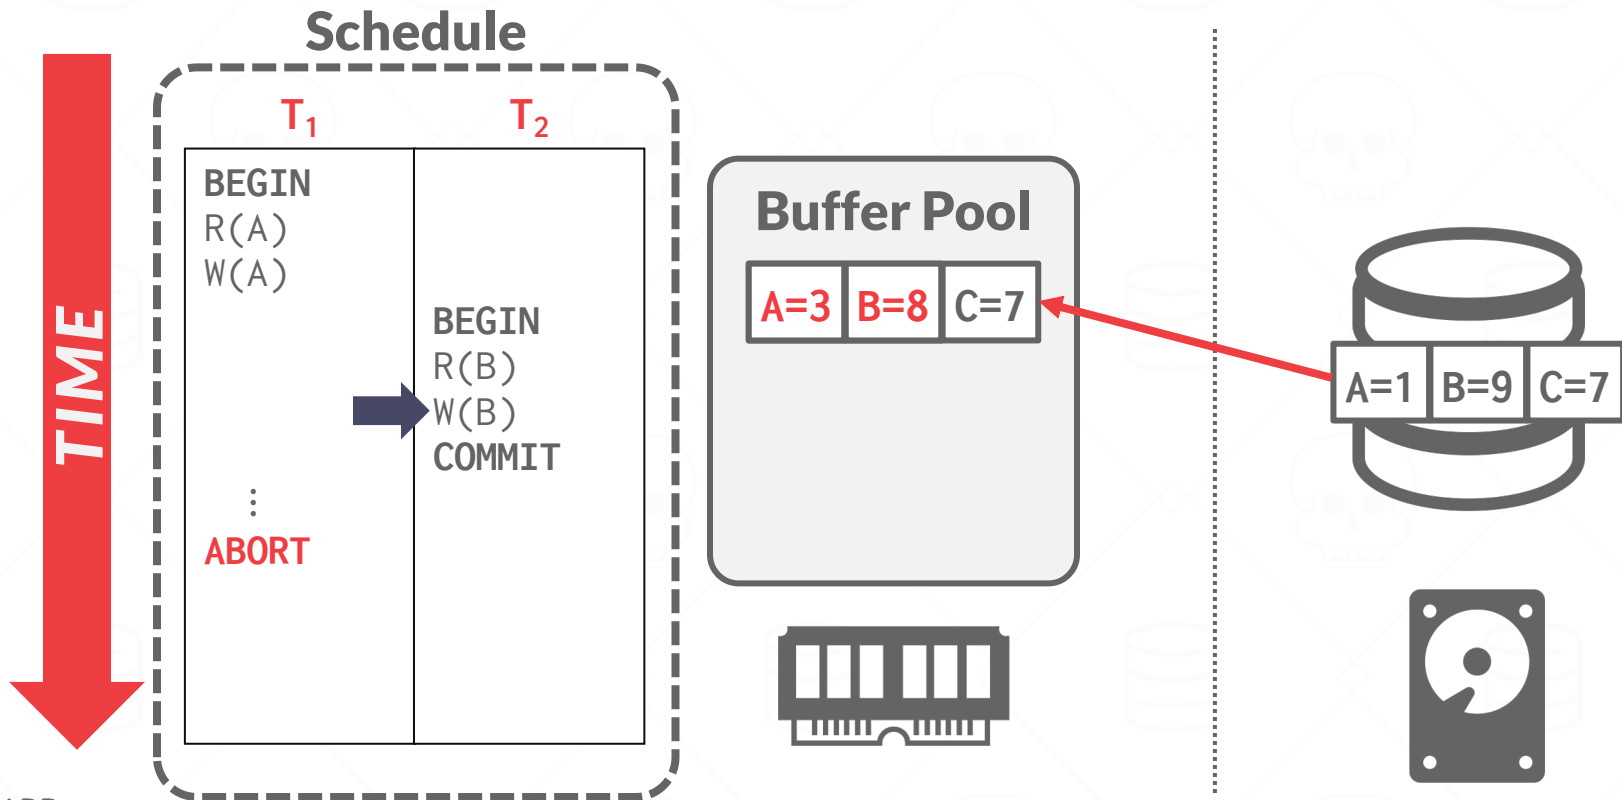 Schedule
TIME
T1
T2
BEGIN
R(A)
W(A)
BEGIN
R(B)
W(B)
COMMIT
⋮
ABORT
Buffer Pool
A=3 B=8 C=7
A=1 B=9 C=7